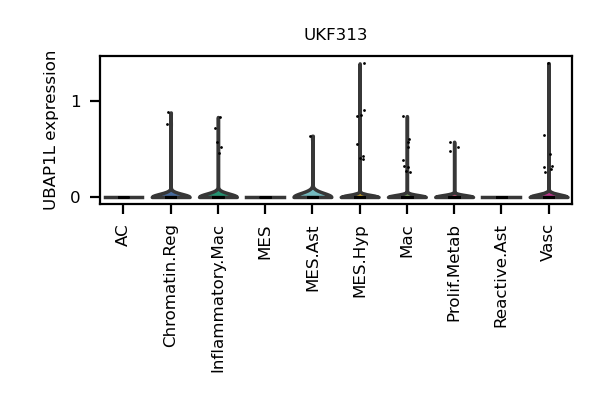 UKF313
UBAP1L expression
1
0
AC
Chromatin.Reg
Inflammatory.Mac
MES
MES.Ast
MES.Hyp
Mac
Prolif.Metab
Reactive.Ast
Vasc